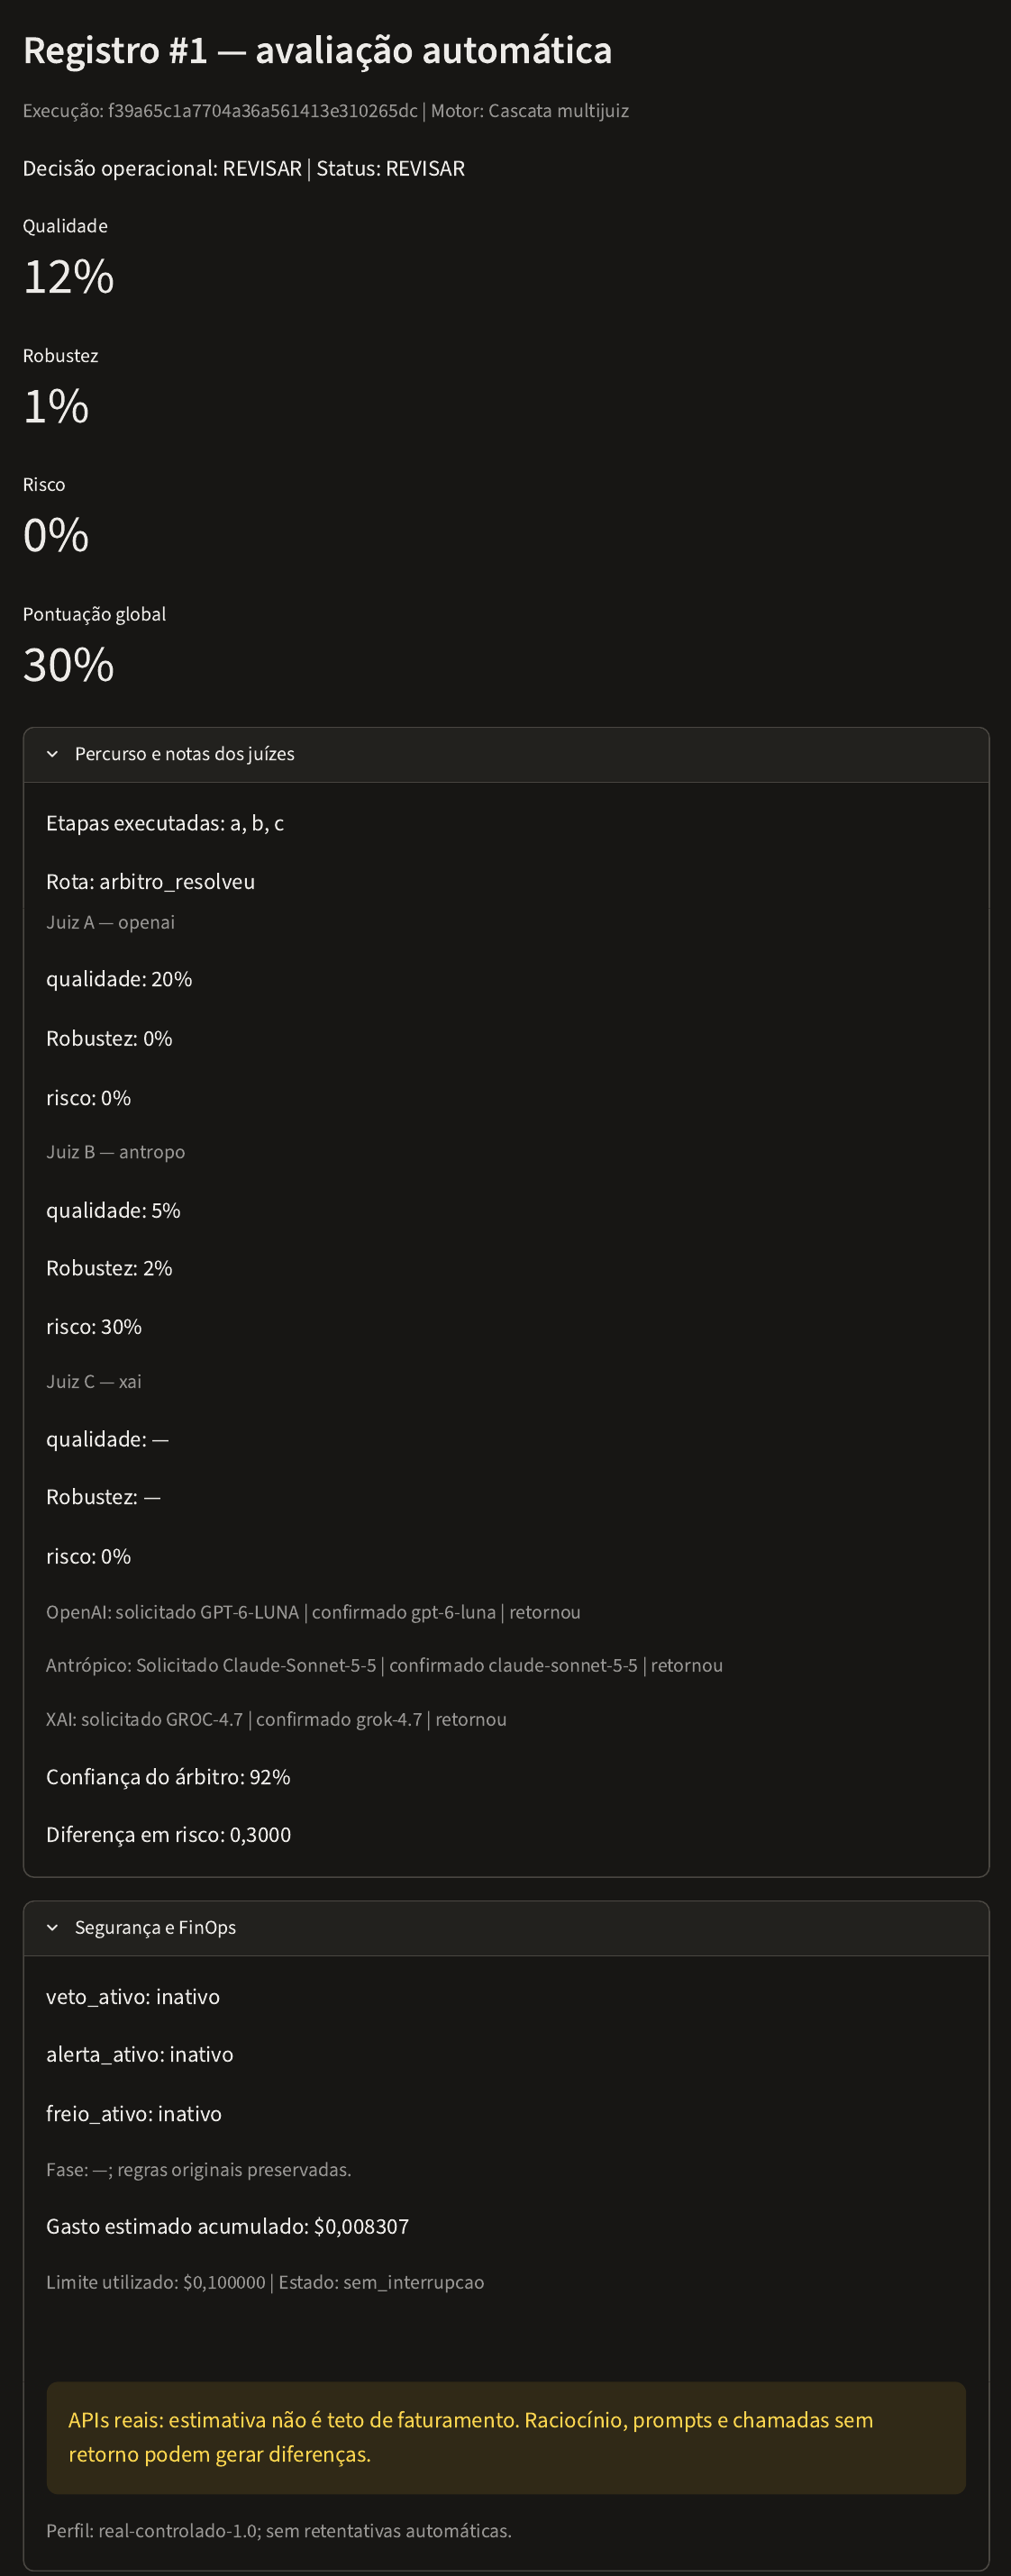 Registro #1 — avaliação automática
Execução: f39a65c1a7704a36a561413e310265dc | Motor: Cascata multijuiz
Decisão operacional: REVISAR | Status: REVISAR
Qualidade
12%
Robustez
1%
Risco
0%
Pontuação global
30%
Percurso e notas dos juízes
Etapas executadas: a, b, c
Rota: arbitro_resolveu
Juiz A — openai
qualidade: 20%
Robustez: 0%
risco: 0%
Juiz B — antropo
qualidade: 5%
Robustez: 2%
risco: 30%
Juiz C — xai
qualidade: —
Robustez: —
risco: 0%
OpenAI: solicitado GPT-6-LUNA | confirmado gpt-6-luna | retornou
Antrópico: Solicitado Claude-Sonnet-5-5 | confirmado claude-sonnet-5-5 | retornou
XAI: solicitado GROC-4.7 | confirmado grok-4.7 | retornou
Confiança do árbitro: 92%
Diferença em risco: 0,3000
Segurança e FinOps
veto_ativo: inativo
alerta_ativo: inativo
freio_ativo: inativo
Fase: —; regras originais preservadas.
Gasto estimado acumulado: $0,008307
Limite utilizado: $0,100000 | Estado: sem_interrupcao
APIs reais: estimativa não é teto de faturamento. Raciocínio, prompts e chamadas sem
retorno podem gerar diferenças.
Perfil: real-controlado-1.0; sem retentativas automáticas.